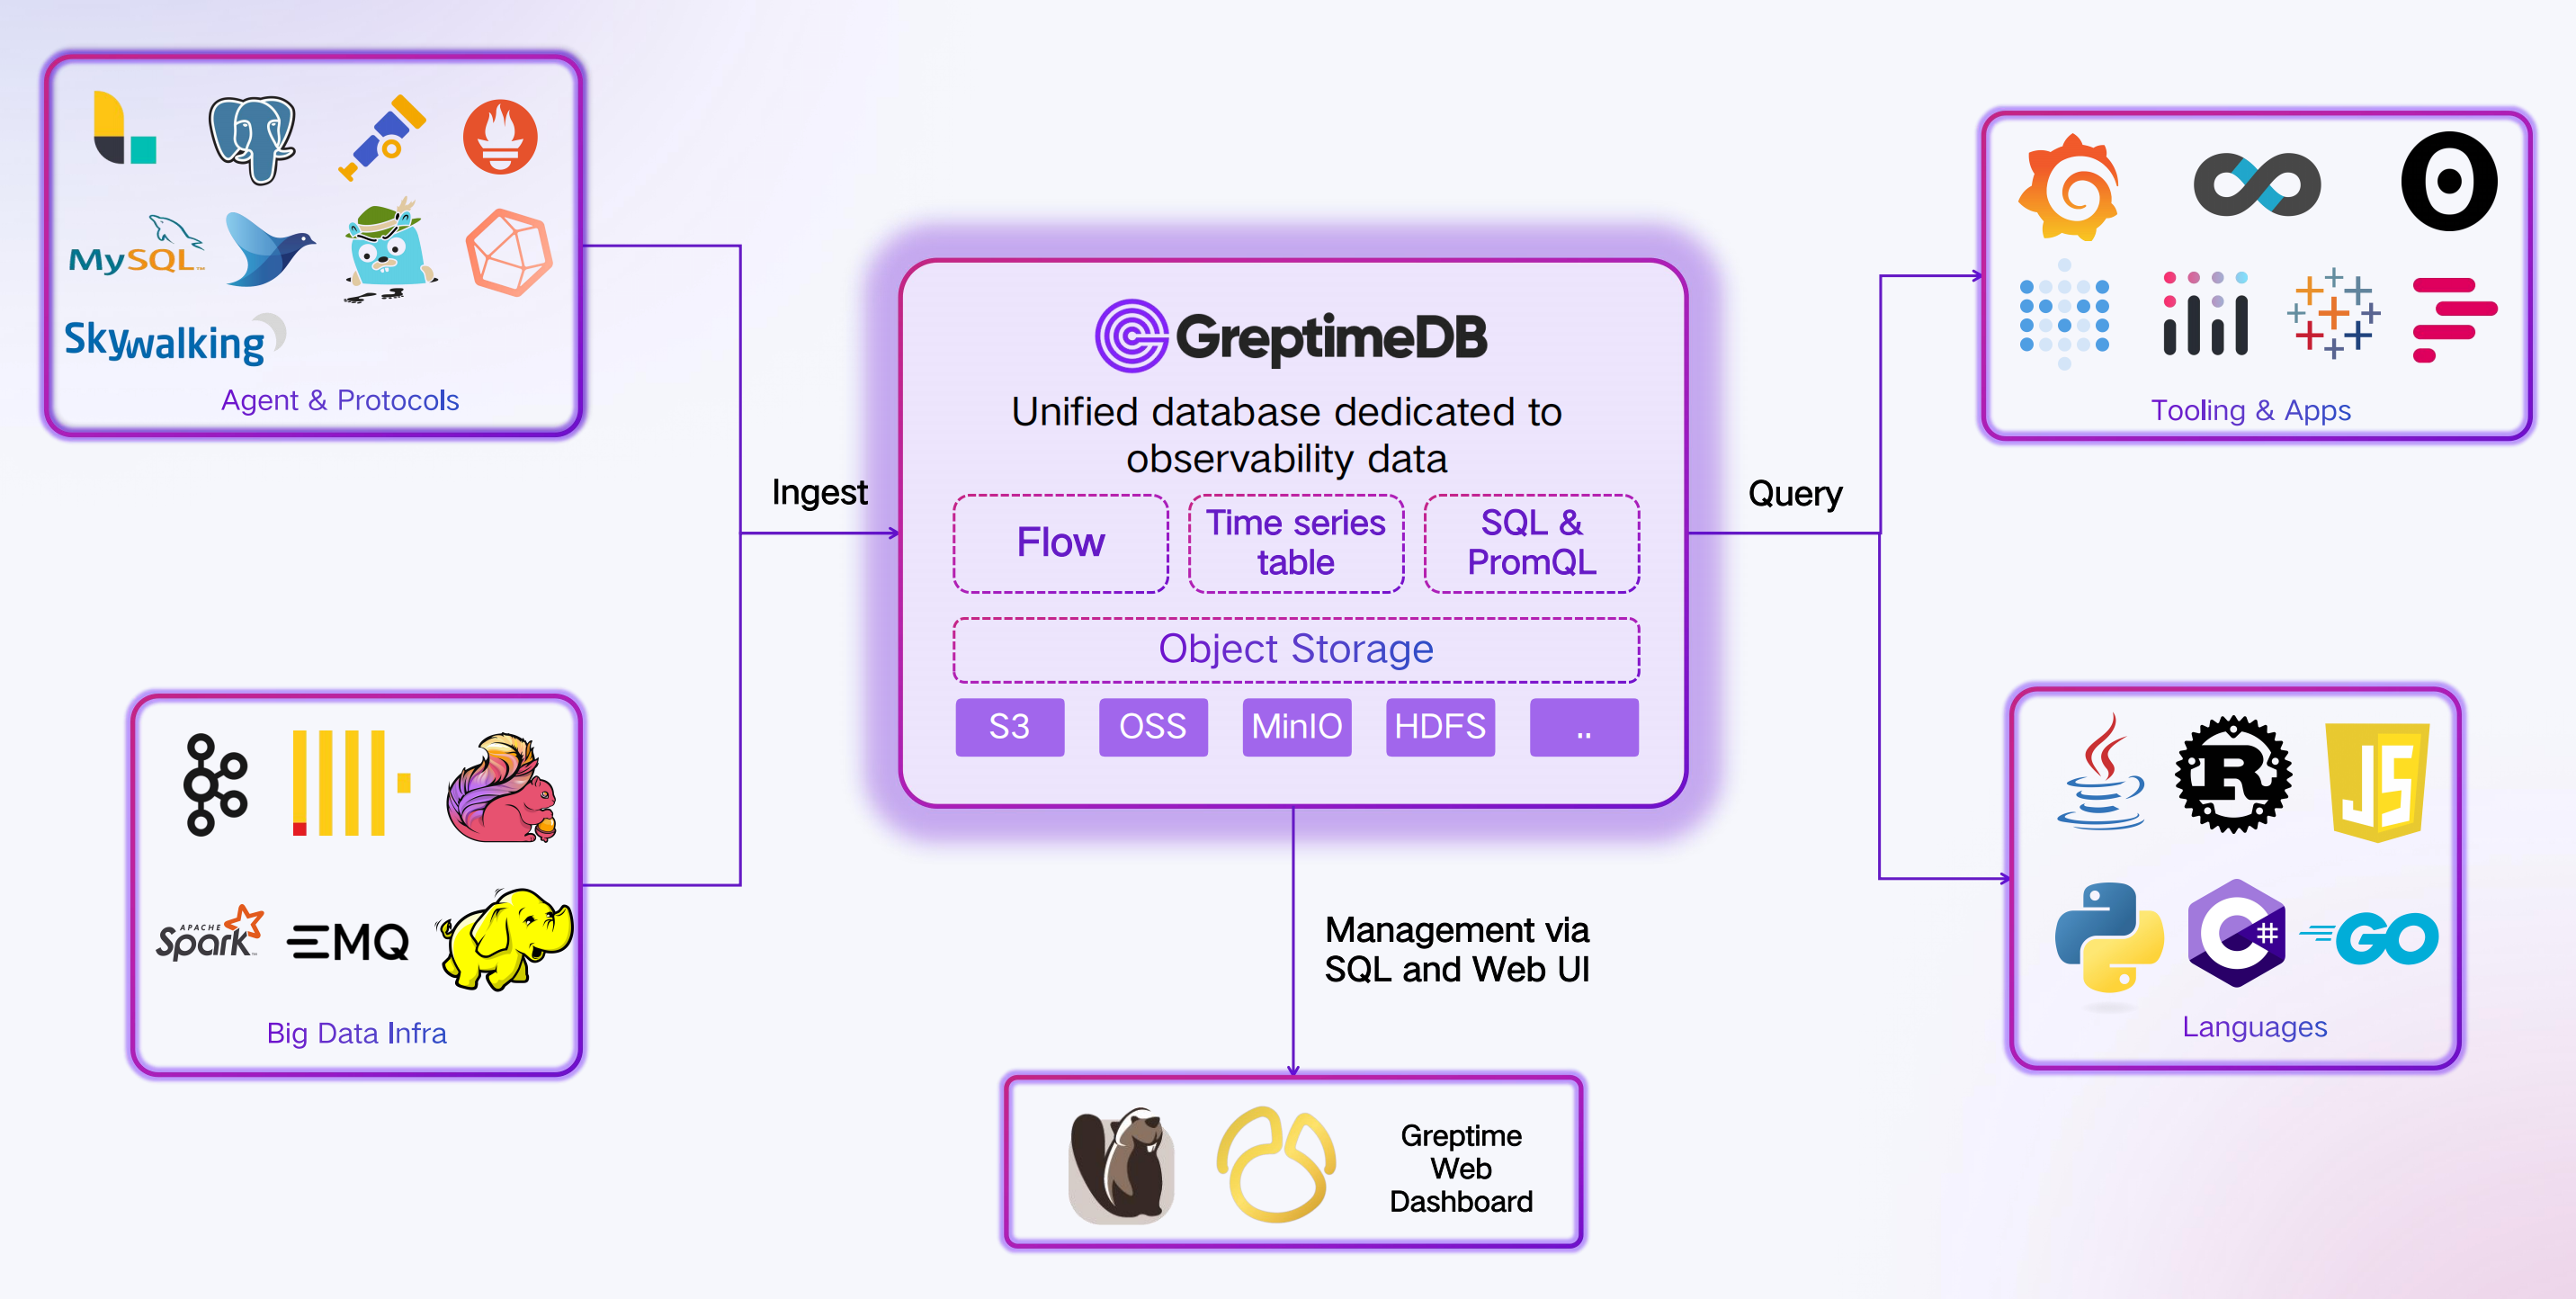 MySQL™
Skywalking
Agent & Protocols
APACHE
Spark™
EMQ
Big Data Infra
Ingest
GreptimeDB
Unified database dedicated to
observability data
Flow
Time series
table
SQL &
PromQL
Object Storage
S3
OSS
MinIO
HDFS
..
Management via
SQL and Web UI
Greptime
Web
Dashboard
Query
Tooling & Apps
R
JS
C#
GO
Languages